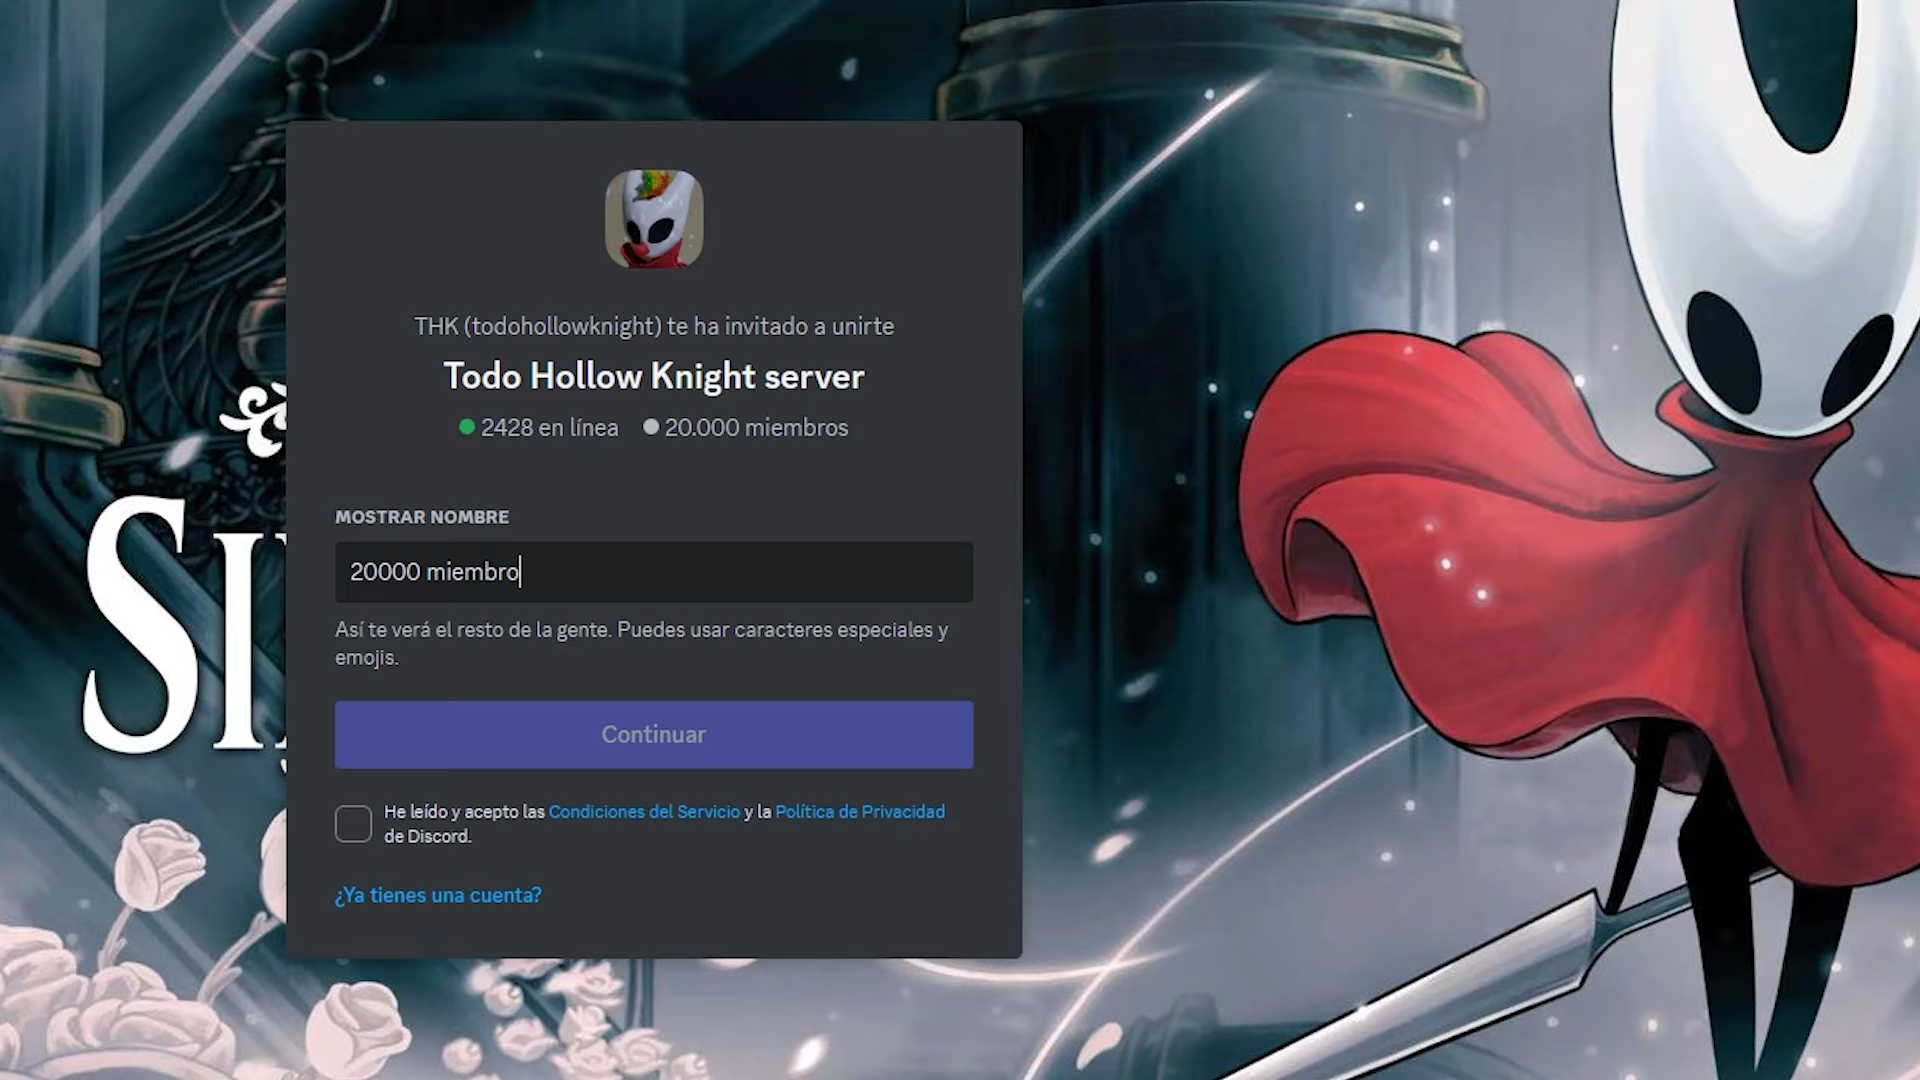 THK (todohollowknight) te ha invitado a unirte
Todo Hollow Knight server
2428 en línea 20.000 miembros
MOSTRAR NOMBRE
20000 miembro
Así te verá el resto de la gente. Puedes usar caracteres especiales y
emojis.
Continuar
He leído y acepto las Condiciones del Servicio y la Política de Privacidad
de Discord.
¿Ya tienes una cuenta?